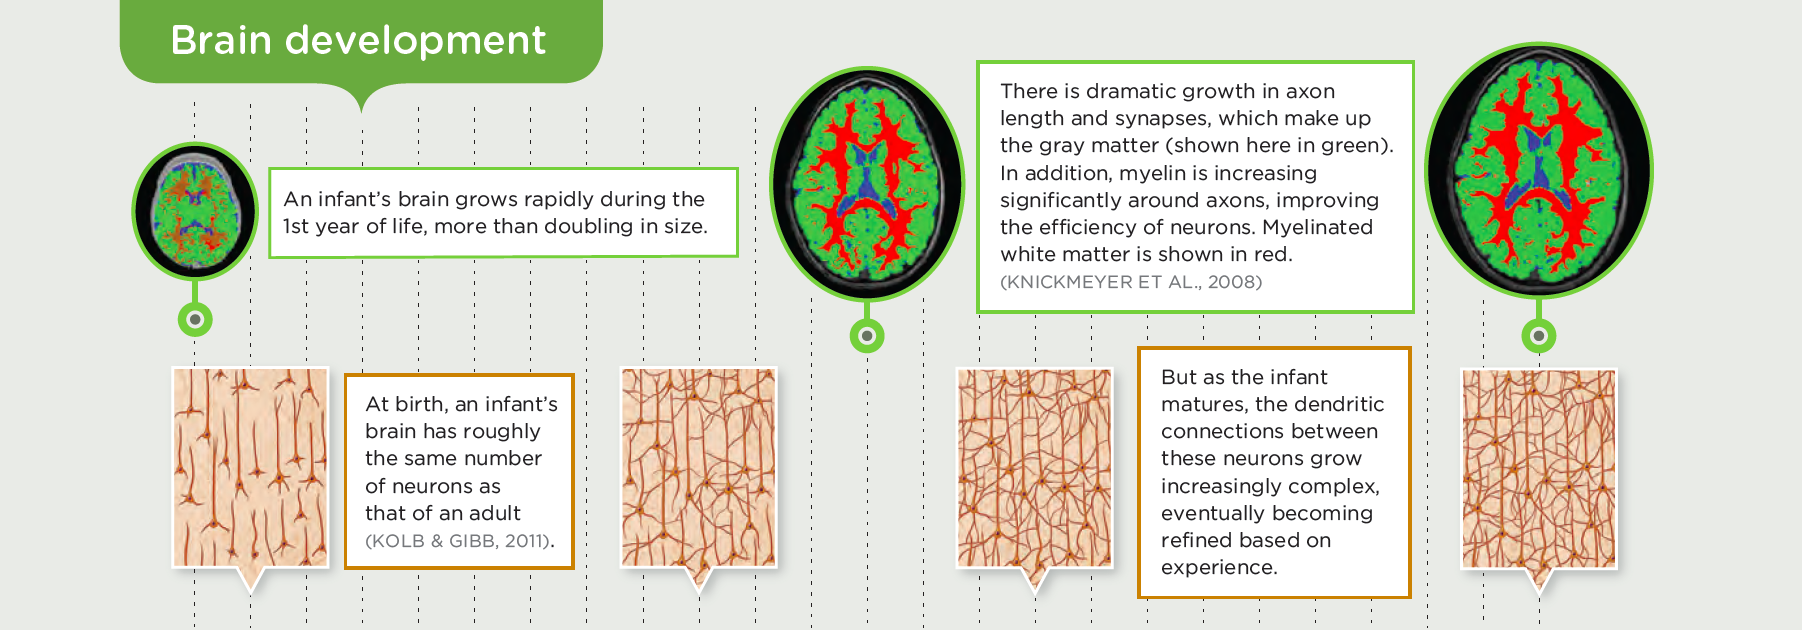 Brain development
An infant’s brain grows rapidly during the
1st year of life, more than doubling in size.
There is dramatic growth in axon
length and synapses, which make up
the gray matter (shown here in green).
In addition, myelin is increasing
significantly around axons, improving
the efficiency of neurons. Myelinated
white matter is shown in red.
(KNICKMEYER ET AL., 2008)
At birth, an infant’s
brain has roughly
the same number
of neurons as
that of an adult
(KOLB & GIBB, 2011).
But as the infant
matures, the dendritic
connections between
these neurons grow
increasingly complex,
eventually becoming
refined based on
experience.